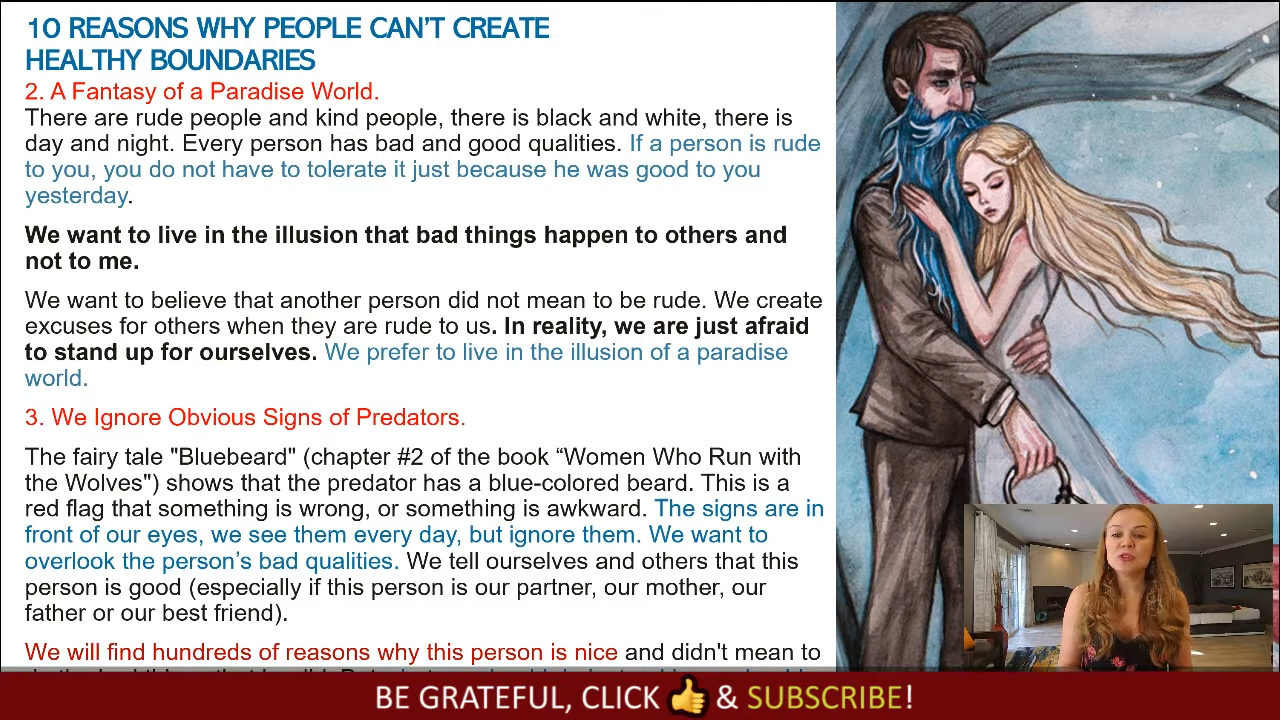 10 REASONS WHY PEOPLE CAN'T CREATE
HEALTHY BOUNDARIES
2. A Fantasy of a Paradise World.
There are rude people and kind people, there is black and white, there is
day and night. Every person has bad and good qualities. If a person is rude
to you, you do not have to tolerate it just because he was good to you
yesterday.
We want to live in the illusion that bad things happen to others and
not to me.
We want to believe that another person did not mean to be rude. We create
excuses for others when they are rude to us. In reality, we are just afraid
to stand up for ourselves. We prefer to live in the illusion of a paradise
world.
3. We Ignore Obvious Signs of Predators.
The fairy tale "Bluebeard" (chapter #2 of the book “Women Who Run with
the Wolves") shows that the predator has a blue-colored beard. This is a
red flag that something is wrong, or something is awkward. The signs are in
front of our eyes, we see them every day, but ignore them. We want to
overlook the person’s bad qualities. We tell ourselves and others that this
person is good (especially if this person is our partner, our mother, our
father or our best friend).
We will find hundreds of reasons why this person is nice and didn't mean to
BE GRATEFUL, CLICK 👍 & SUBSCRIBE!